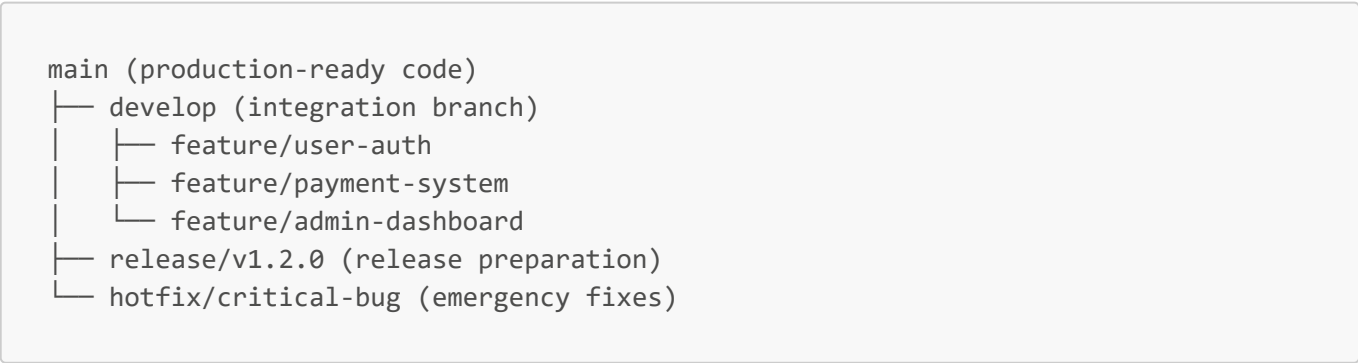 main (production-ready code)
├── develop (integration branch)
│   ├── feature/user-auth
│   ├── feature/payment-system
│   └── feature/admin-dashboard
├── release/v1.2.0 (release preparation)
└── hotfix/critical-bug (emergency fixes)